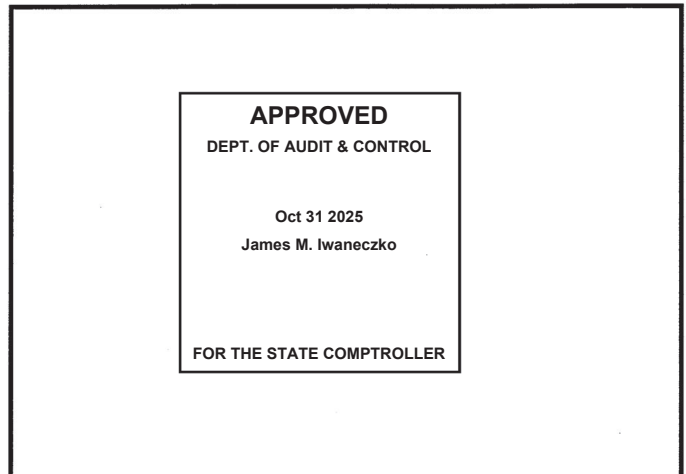 APPROVED
DEPT. OF AUDIT & CONTROL
Oct 31 2025
James M. Iwaneczko
FOR THE STATE COMPTROLLER